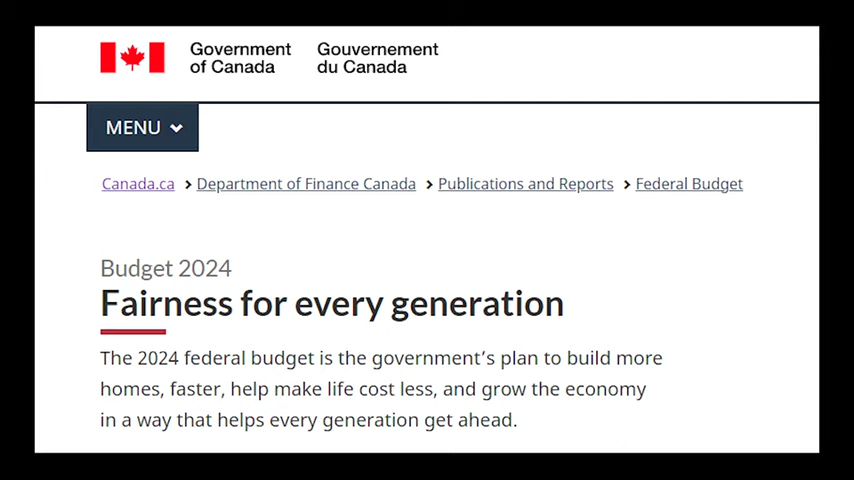 Government Gouvernement
of Canada du Canada
MENU
Canada.ca Department of Finance Canada Publications and Reports Federal Budget
Budget 2024
Fairness for every generation
The 2024 federal budget is the government’s plan to build more
homes, faster, help make life cost less, and grow the economy
in a way that helps every generation get ahead.